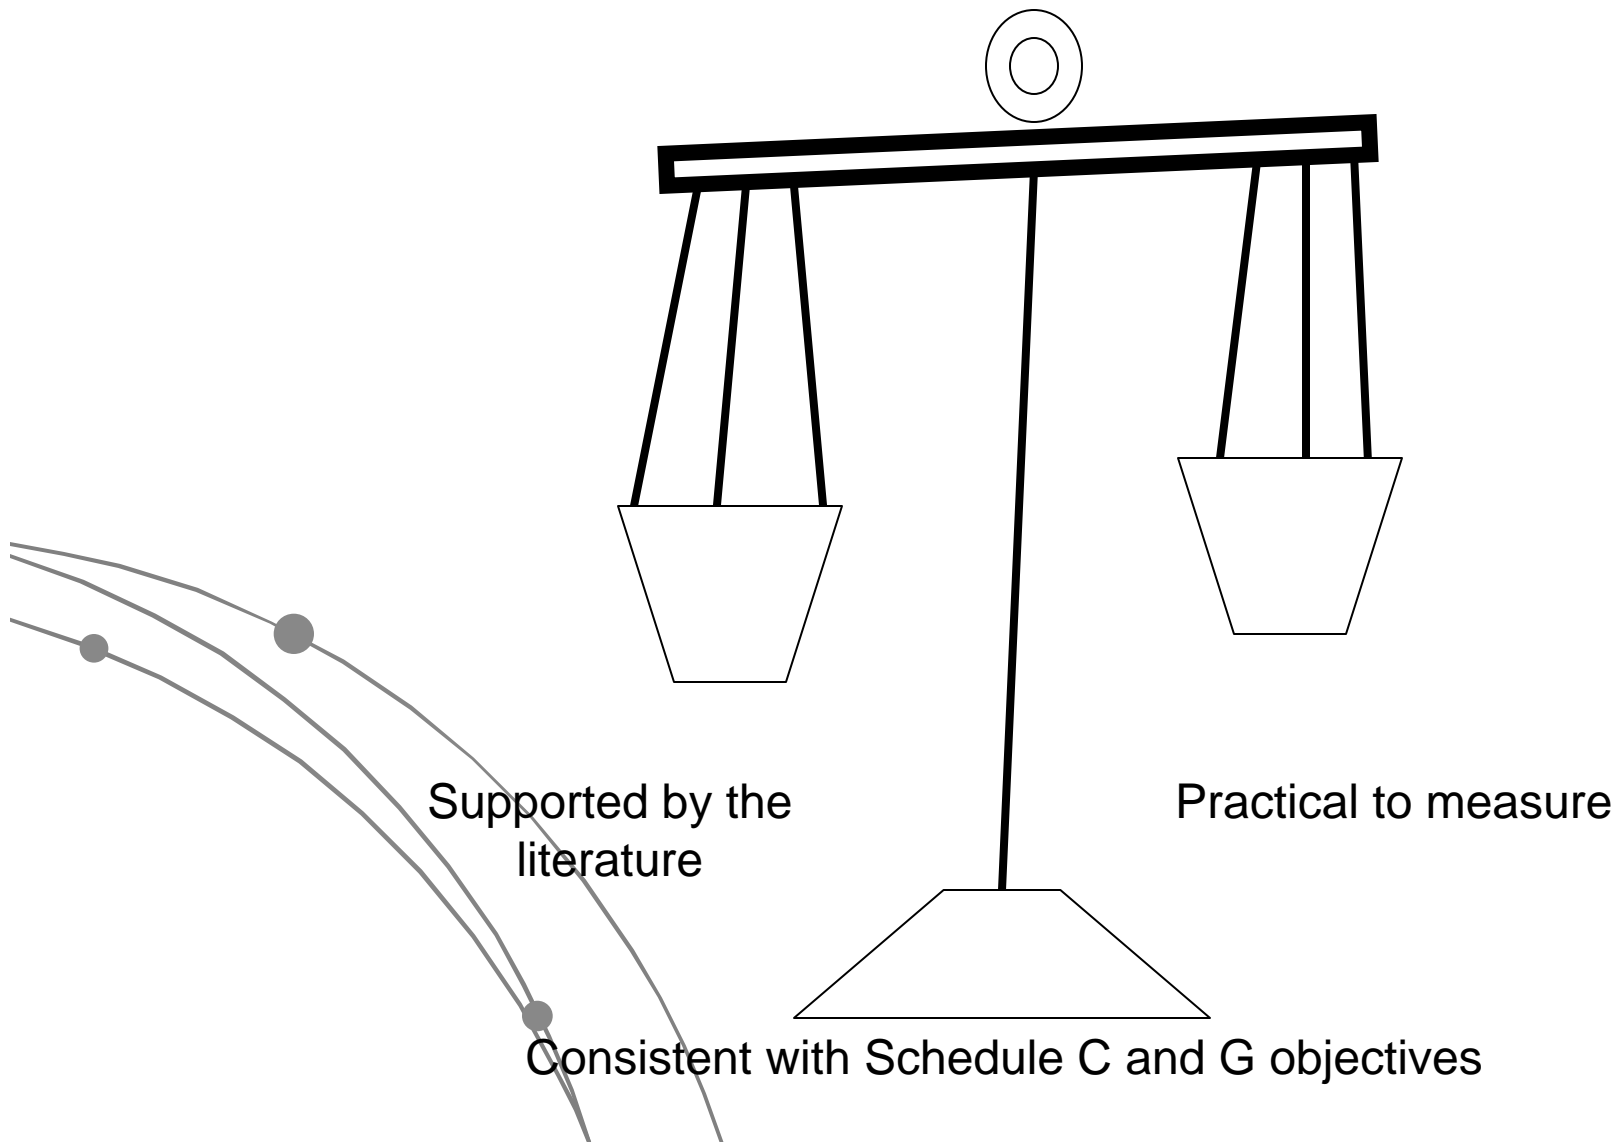 Supported by the
literature
Practical to measure
Consistent with Schedule C and G objectives